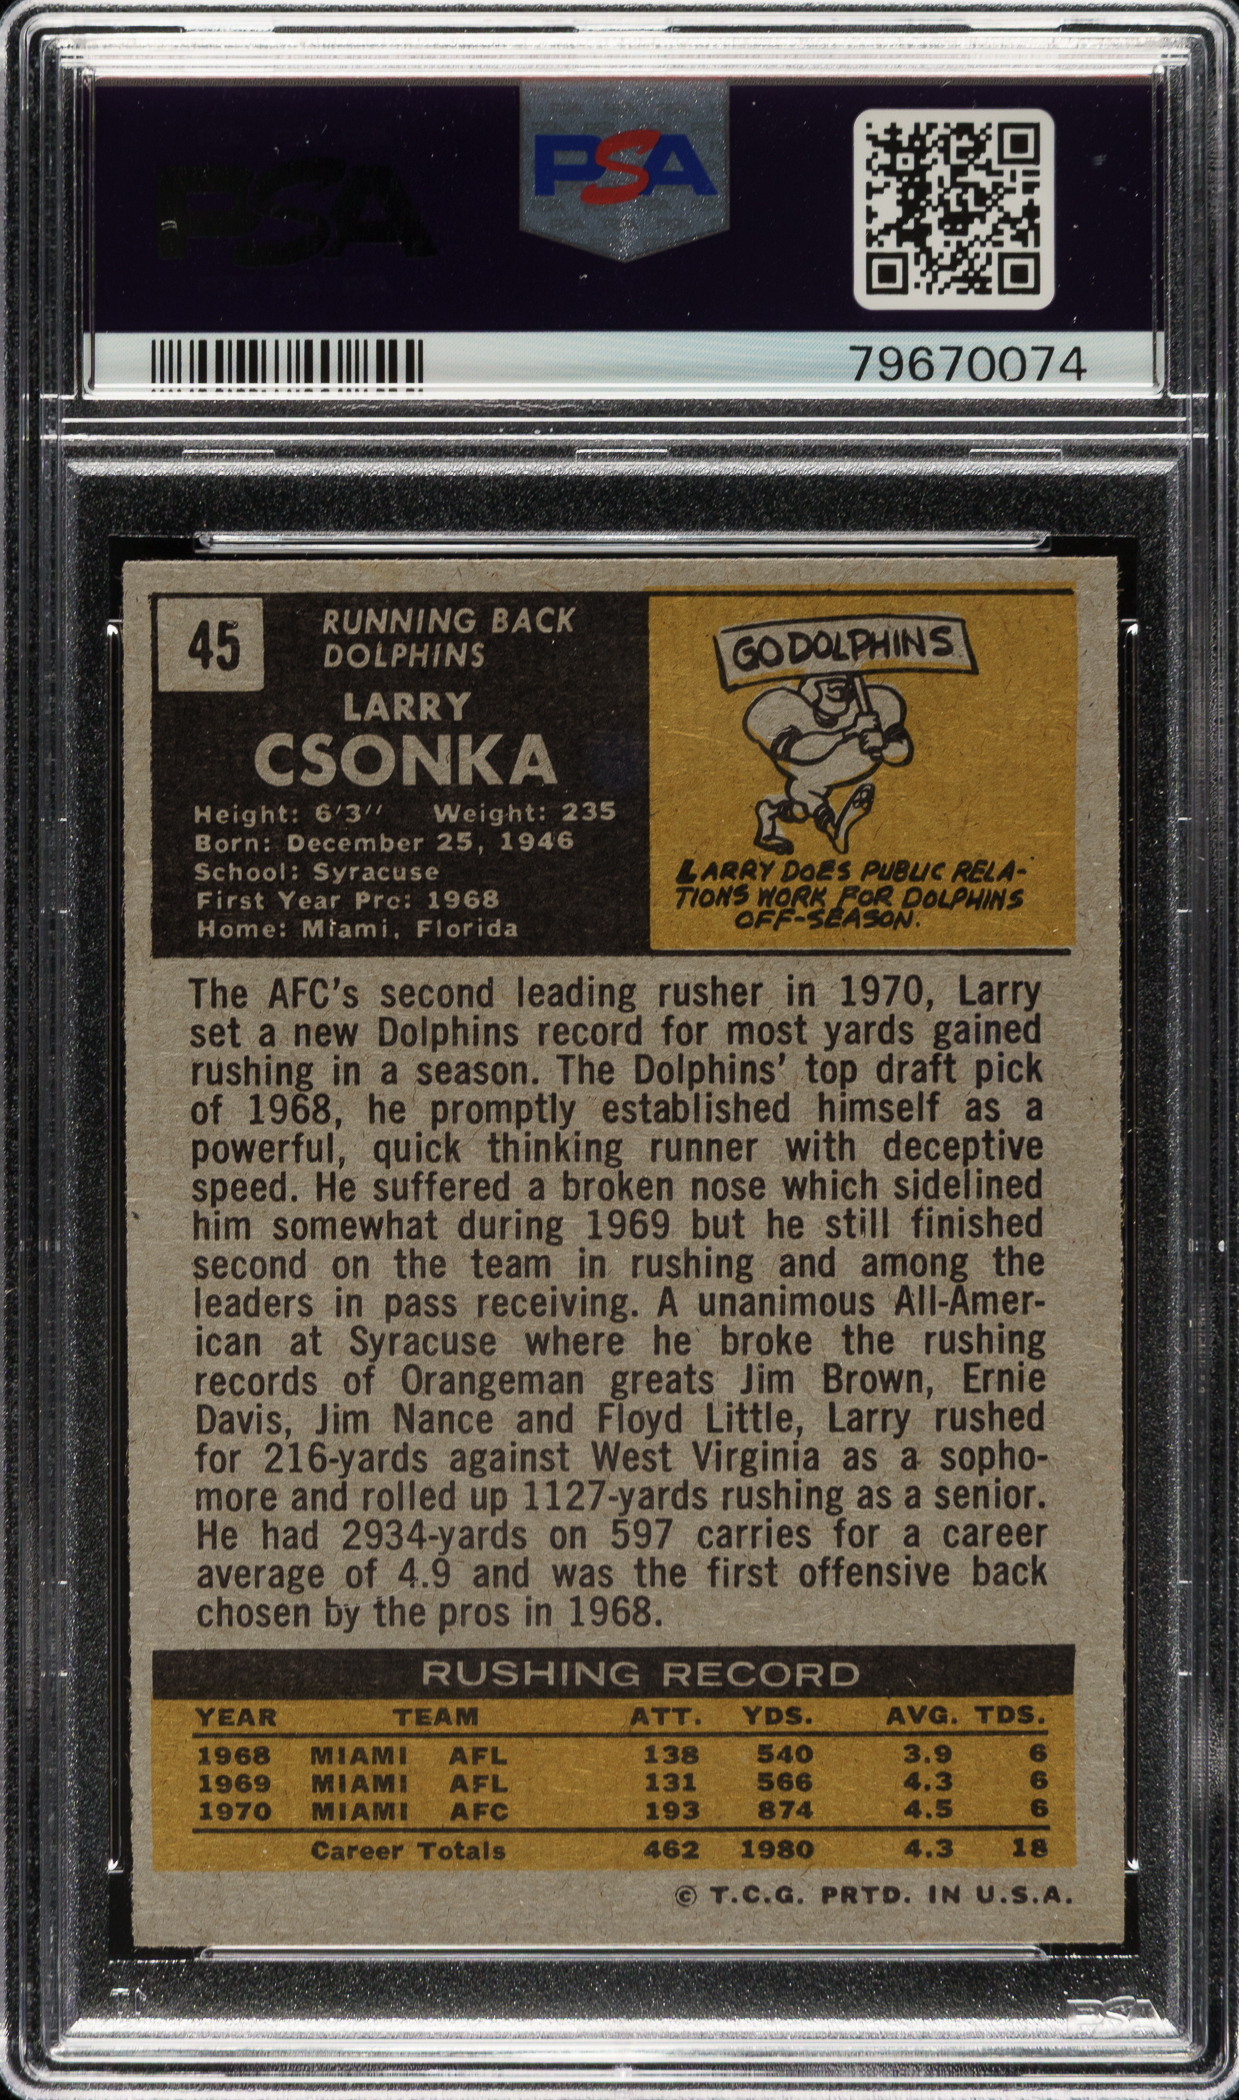 PSA
PSA
79670074
45
RUNNING BACK
DOLPHINS
LARRY
CSONKA
Height: 6'3'' Weight: 235
Born: December 25, 1946
School: Syracuse
First Year Pro: 1968
Home: Miami, Florida
GO DOLPHINS
LARRY DOES PUBLIC RELA-
TIONS WORK FOR DOLPHINS
OFF-SEASON.
The AFC's second leading rusher in 1970, Larry
set a new Dolphins record for most yards gained
rushing in a season. The Dolphins' top draft pick
of 1968, he promptly established himself as a
powerful, quick thinking runner with deceptive
speed. He suffered a broken nose which sidelined
him somewhat during 1969 but he still finished
second on the team in rushing and among the
leaders in pass receiving. A unanimous All-Amer-
ican at Syracuse where he broke the rushing
records of Orangeman greats Jim Brown, Ernie
Davis, Jim Nance and Floyd Little, Larry rushed
for 216-yards against West Virginia as a sopho-
more and rolled up 1127-yards rushing as a senior.
He had 2934-yards on 597 carries for a career
average of 4.9 and was the first offensive back
chosen by the pros in 1968.
RUSHING RECORD
YEAR TEAM ATT. YDS. AVG. TDS.
1968 MIAMI AFL 138 540 3.9 6
1969 MIAMI AFL 131 566 4.3 6
1970 MIAMI AFC 193 874 4.5 6
Career Totals 462 1980 4.3 18
© T.C.G. PRTD. IN U.S.A.
PSA